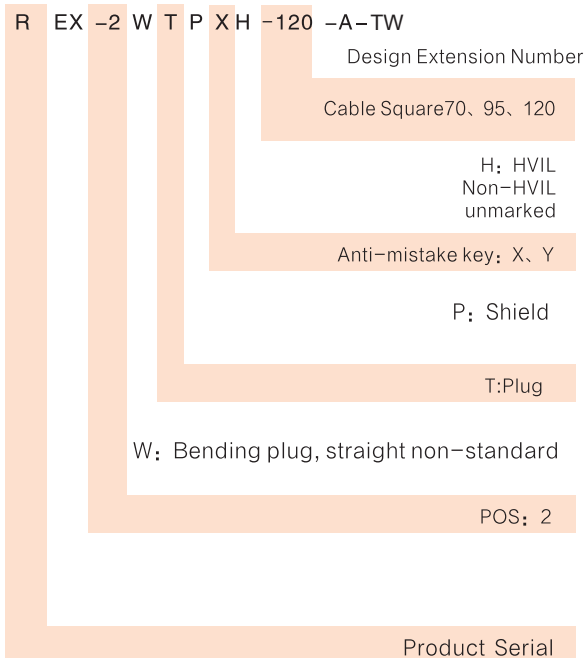 R EX -2 W T P X H -120 -A-TW
Design Extension Number
Cable Square70、95、120
H: HVIL
Non-HVIL
unmarked
Anti-mistake key: X、Y
P: Shield
T:Plug
W: Bending plug, straight non-standard
POS: 2
Product Serial